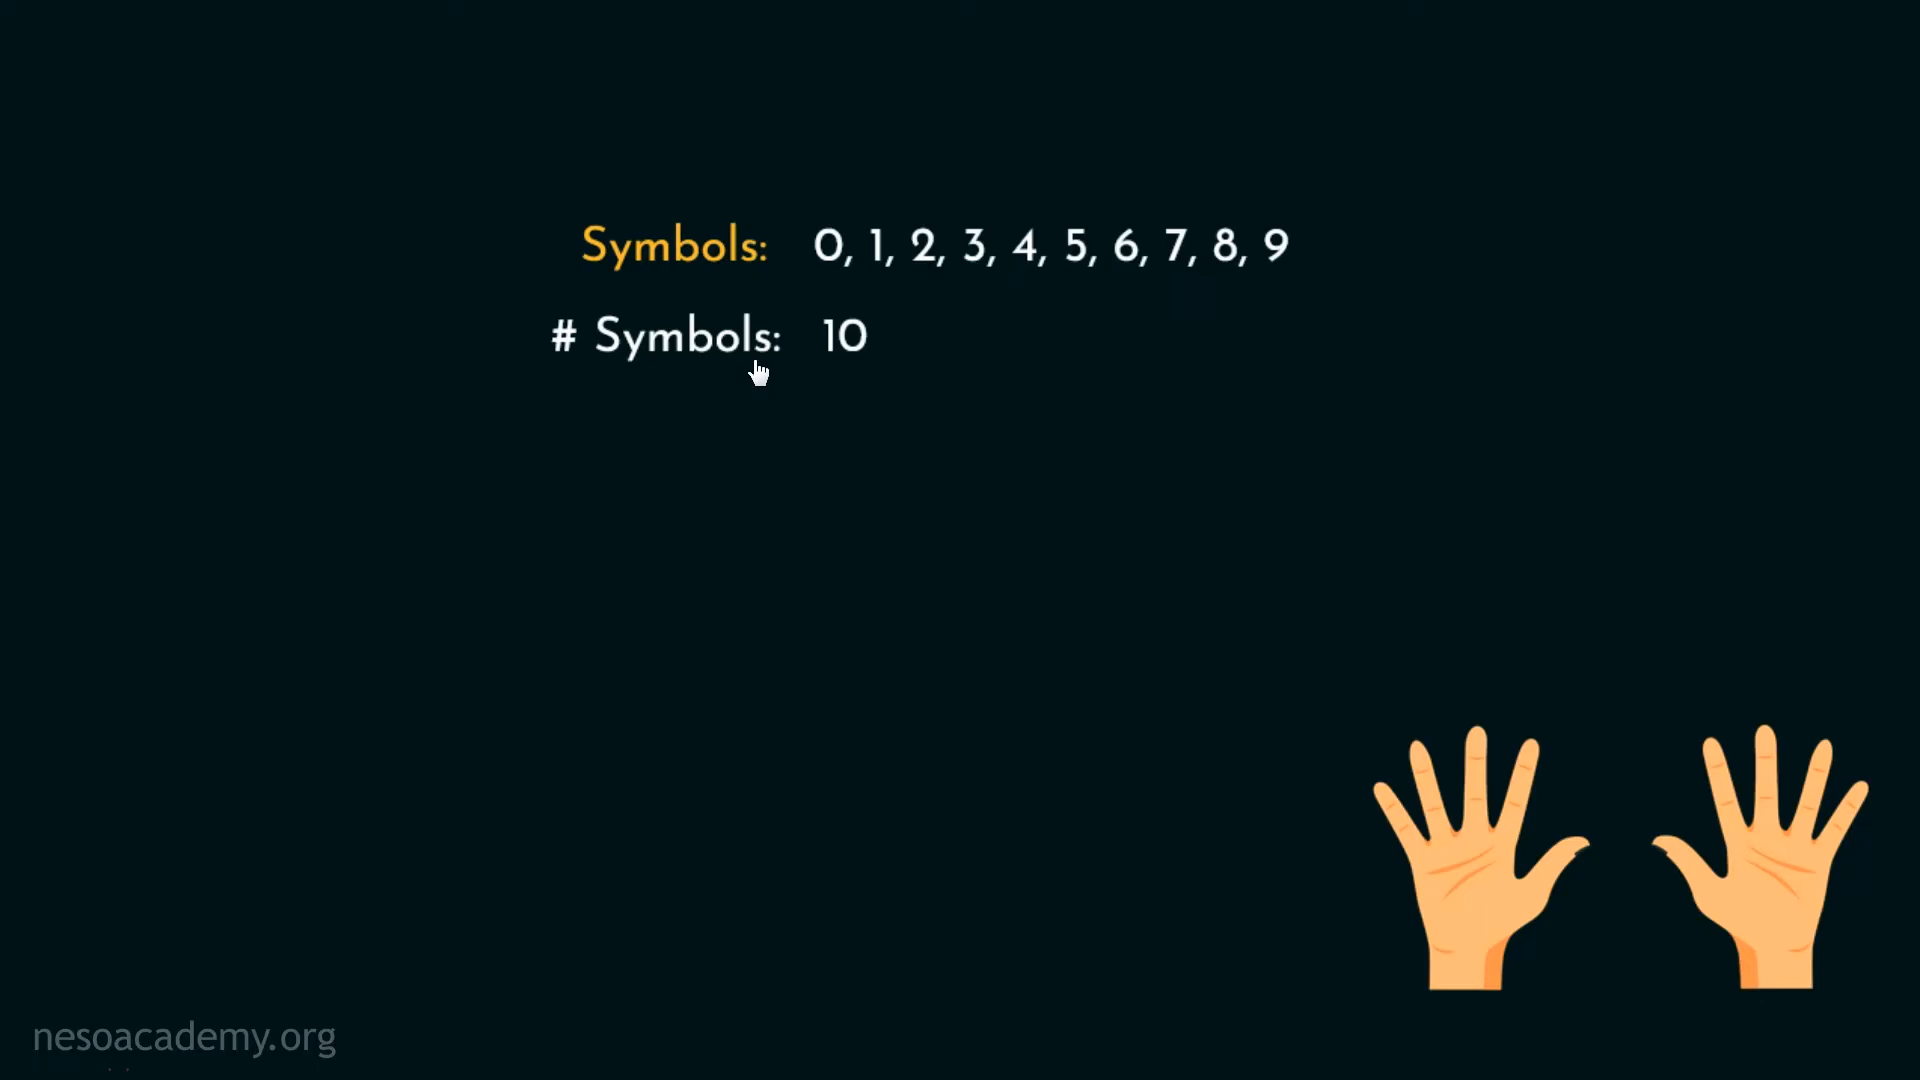 Symbols: 0, 1, 2, 3, 4, 5, 6, 7, 8, 9
# Symbols: 10
nesoacademy.org